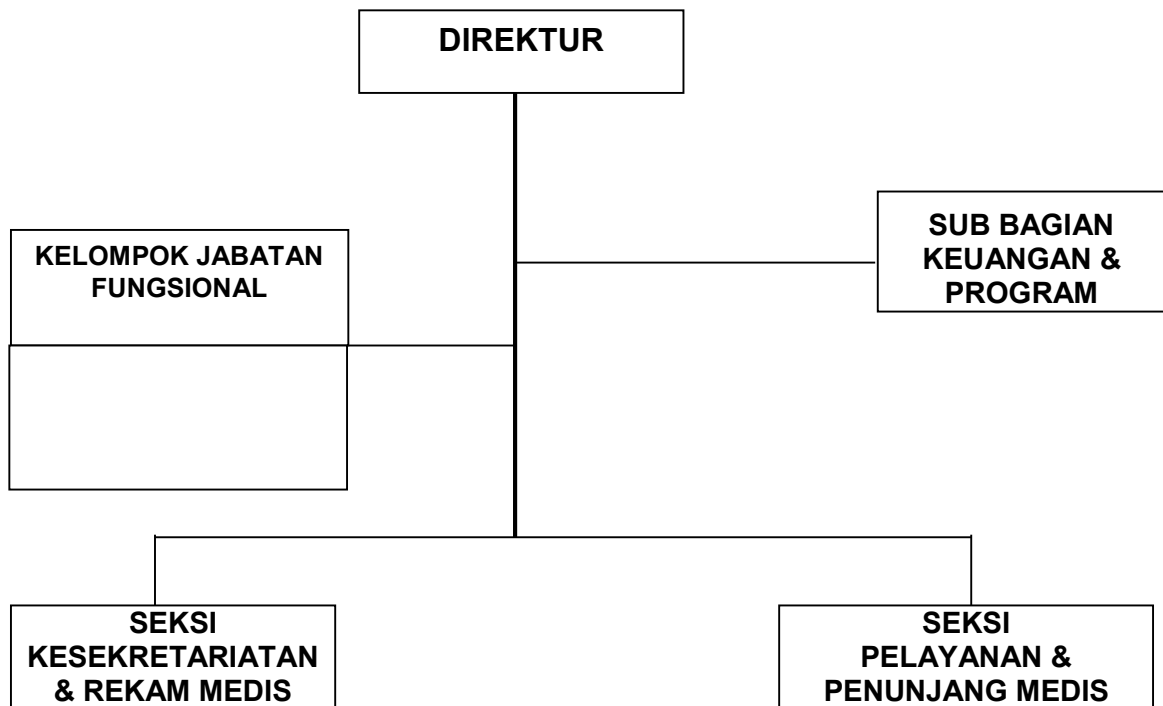 DIREKTUR
SUB BAGIAN
KEUANGAN &
PROGRAM
KELOMPOK JABATAN
FUNGSIONAL
SEKSI
KESEKRETARIATAN
& REKAM MEDIS
SEKSI
PELAYANAN &
PENUNJANG MEDIS